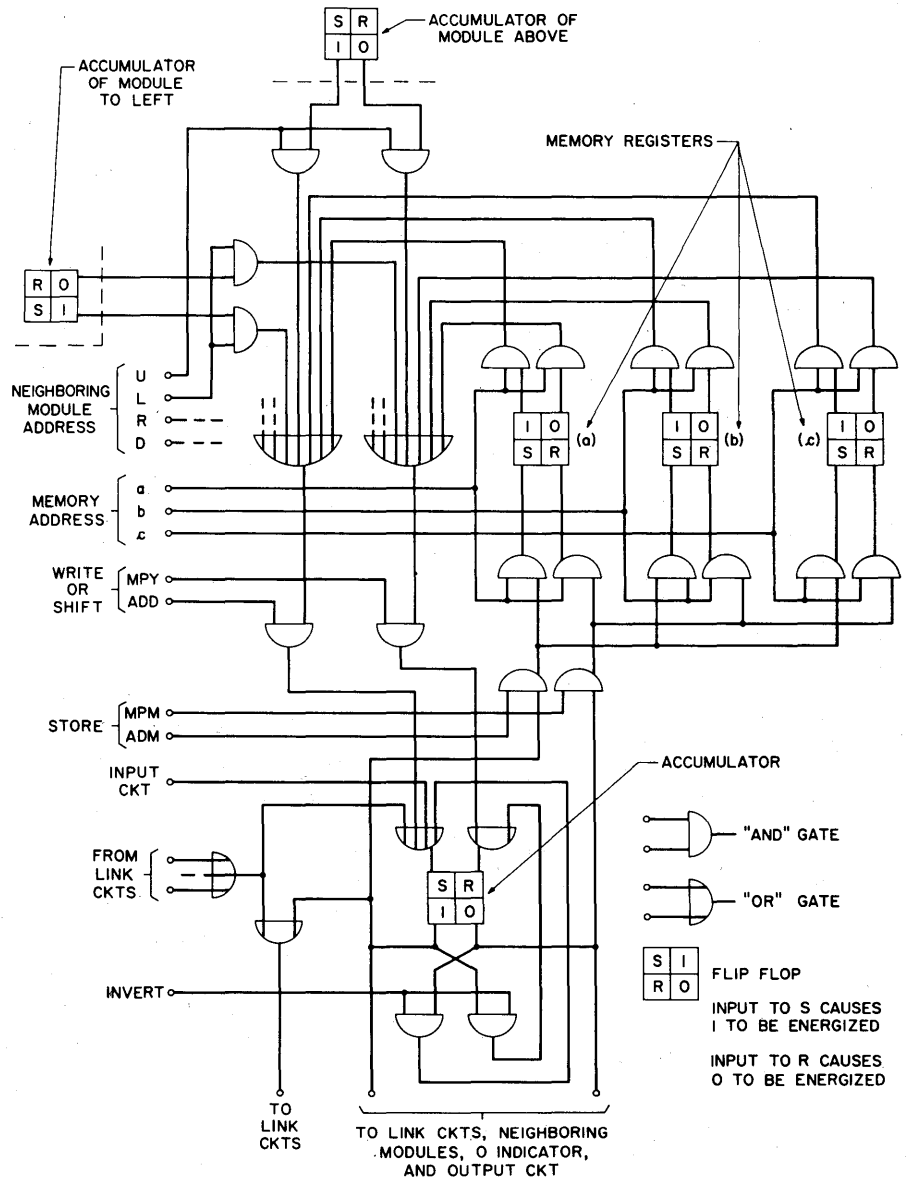 S R
I O
ACCUMULATOR OF
MODULE ABOVE
ACCUMULATOR
OF MODULE
TO LEFT
MEMORY REGISTERS
R O
S I
NEIGHBORING
MODULE
ADDRESS
U
L
R
D
I O
S R
(a)
I O
S R
(b)
I O
S R
(c)
MEMORY
ADDRESS
a
b
c
WRITE
OR
SHIFT
MPY
ADD
STORE
MPM
ADM
INPUT
CKT
ACCUMULATOR
FROM
LINK
CKTS
S R
I O
"AND" GATE
"OR" GATE
INVERT
S I
R O
FLIP FLOP
INPUT TO S CAUSES
I TO BE ENERGIZED
INPUT TO R CAUSES
O TO BE ENERGIZED
TO
LINK
CKTS
TO LINK CKTS, NEIGHBORING
MODULES, O INDICATOR,
AND OUTPUT CKT